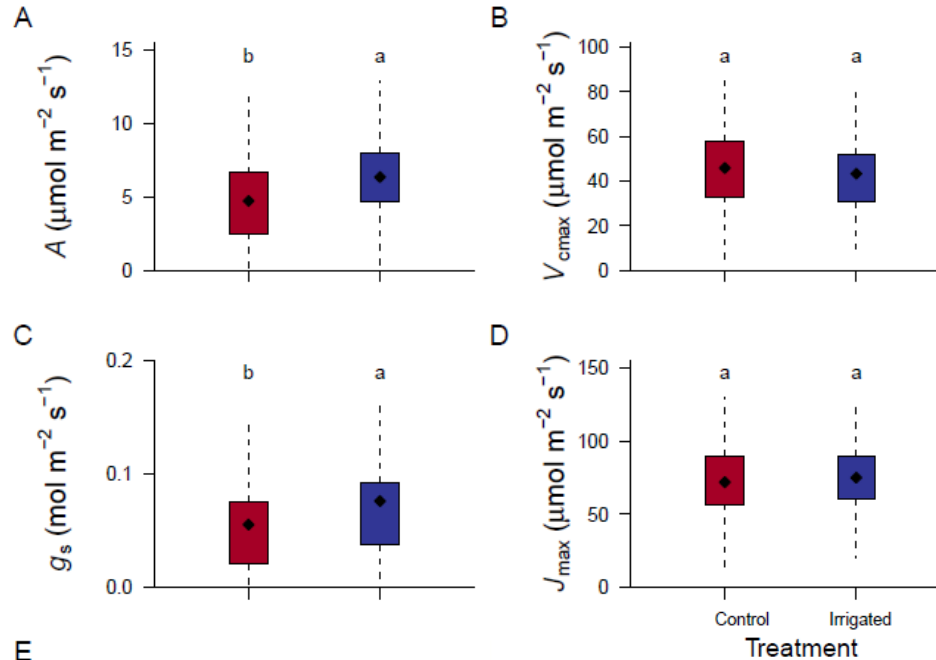 A
A (μmol m−2 s−1)
15
10
5
0
b
a
B
Vcmax (μmol m−2 s−1)
100
80
60
40
20
0
a
a
C
gs (mol m−2 s−1)
0.2
0.1
0.0
b
a
D
Jmax (μmol m−2 s−1)
150
100
50
0
a
a
Control
Irrigated
Treatment
E